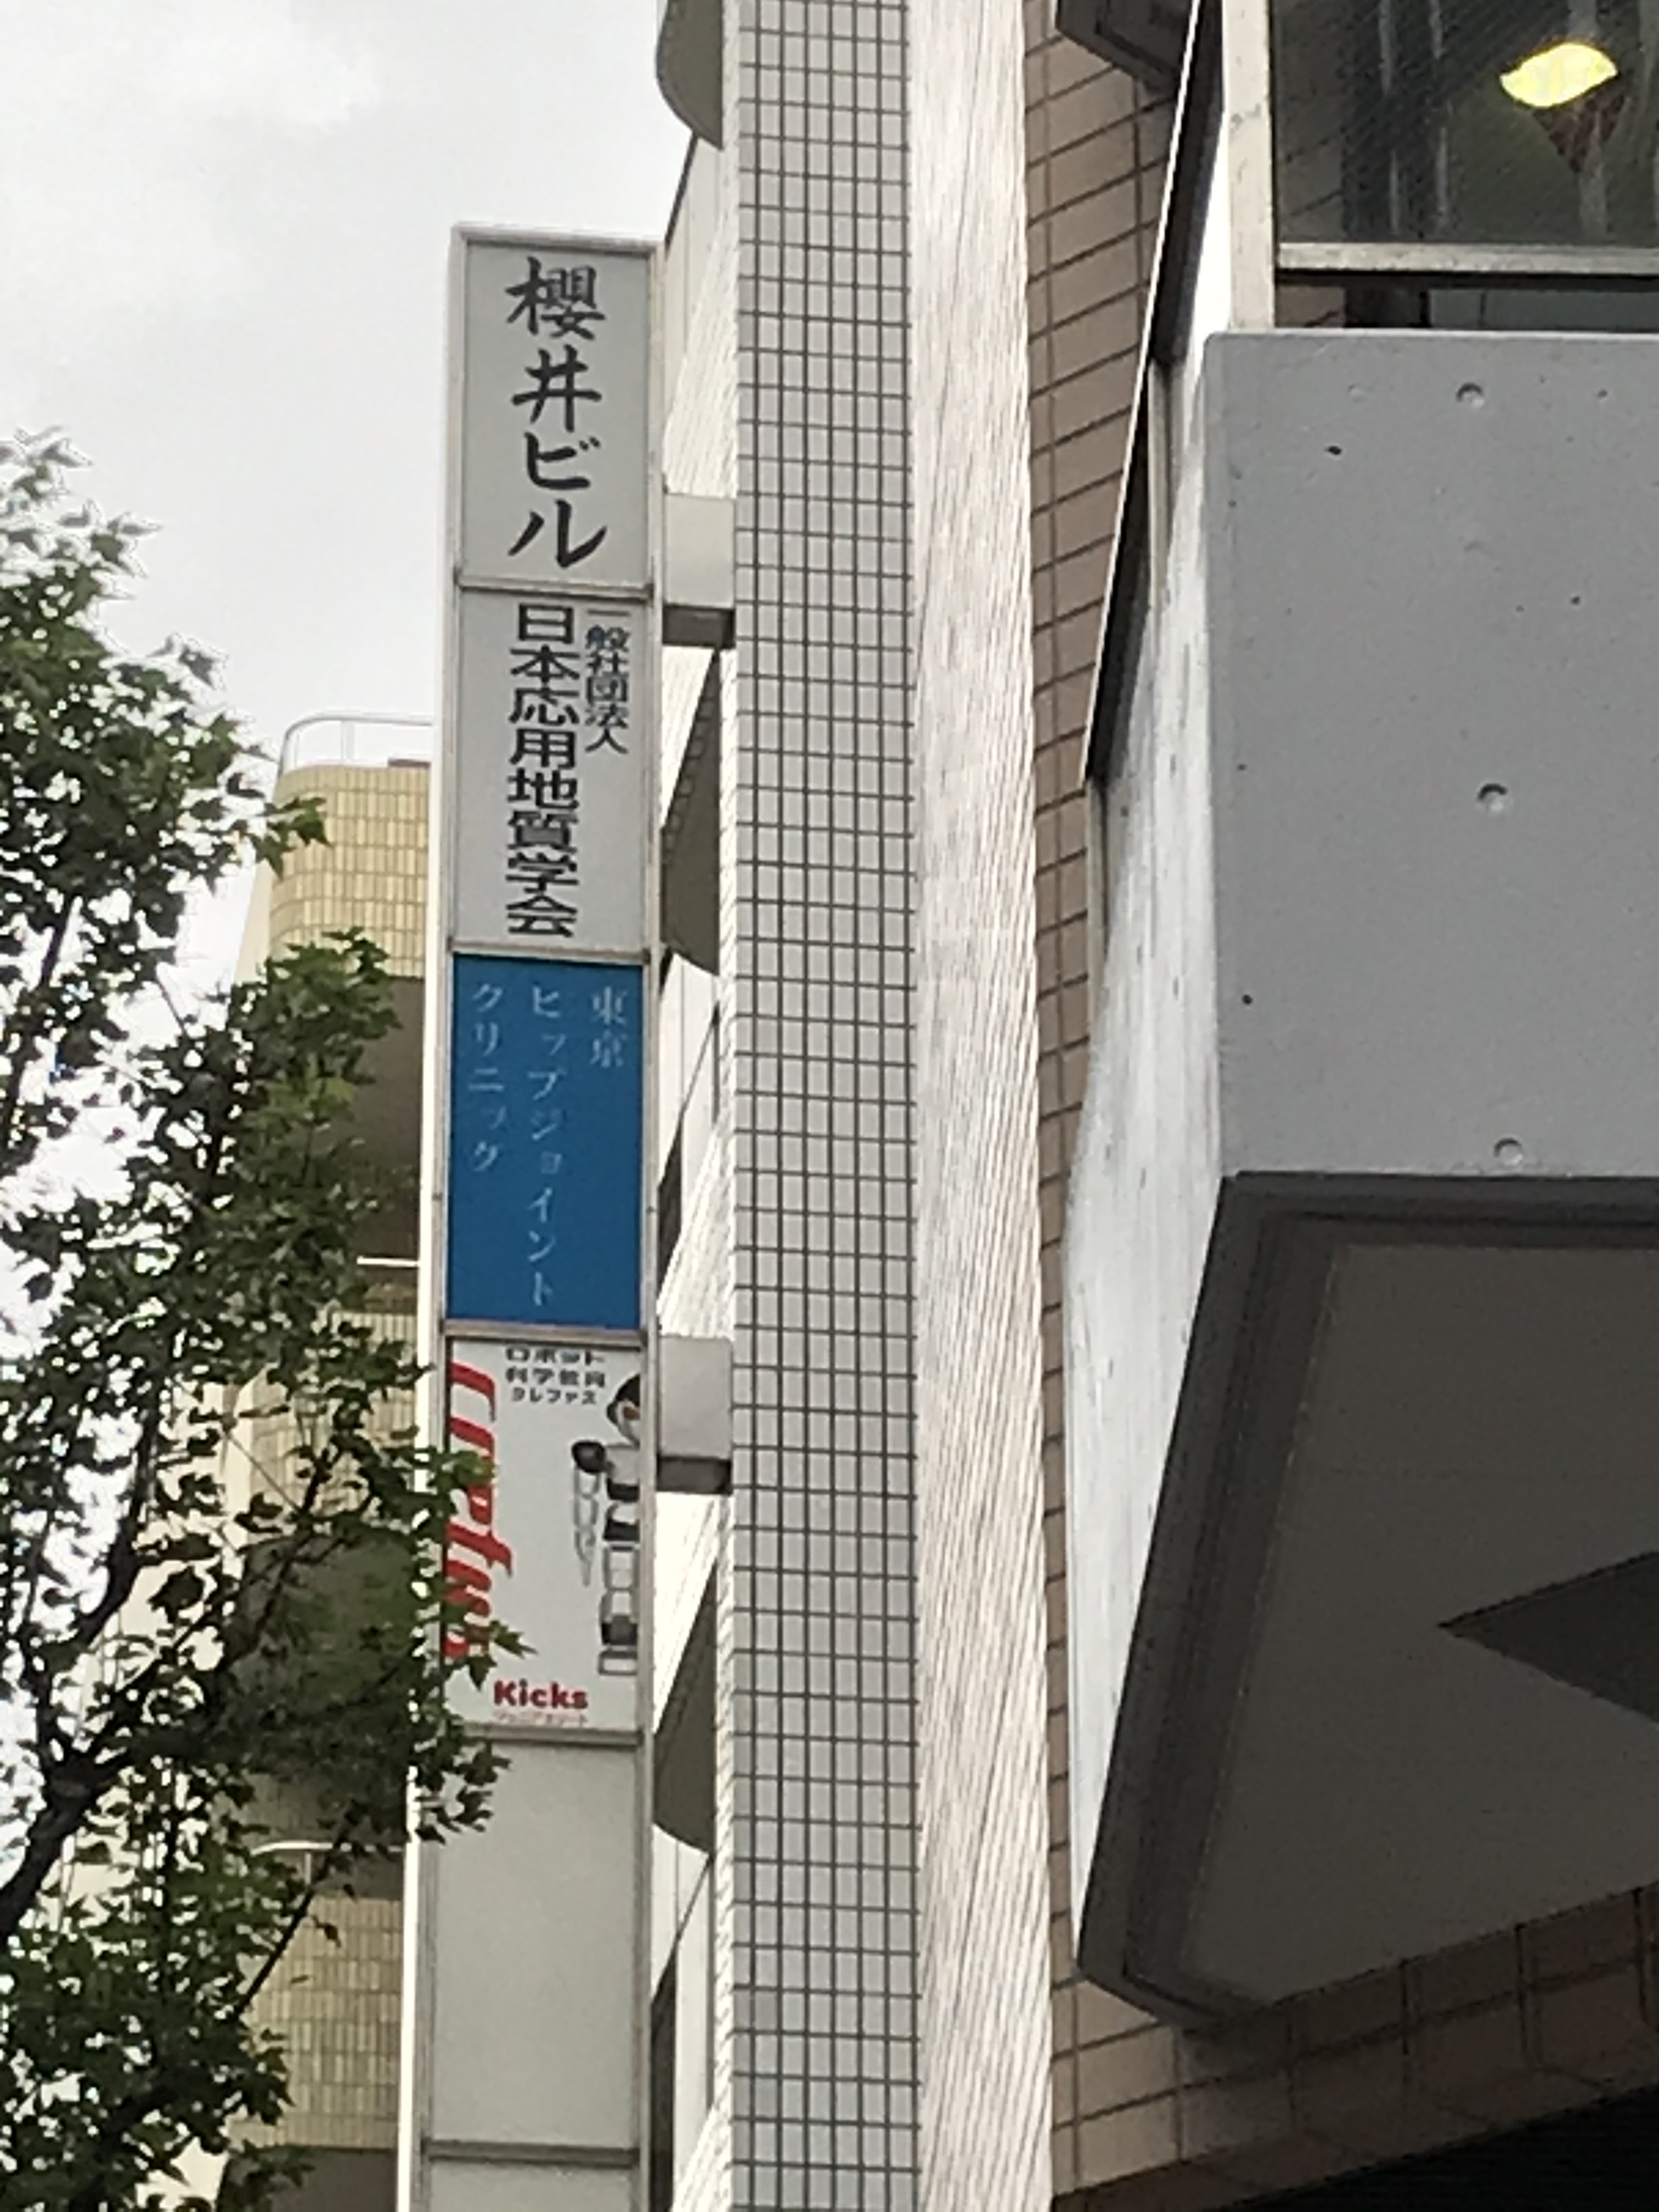 櫻井ビル
一般社団法人
日本応用地質学会
東京
ヒップジョイント
クリニック
ロボット
科学教育
クレファス
Crefus
Kicks